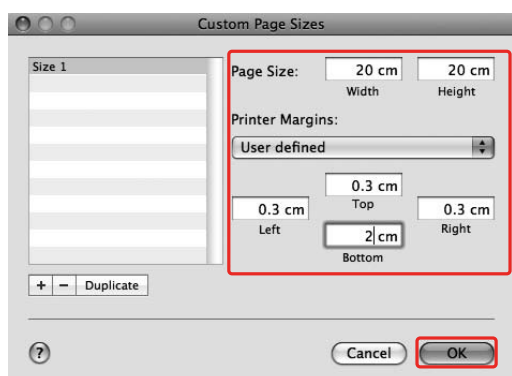 Custom Page Sizes
Size 1
Page Size: 20 cm 20 cm
Width Height
Printer Margins:
User defined
0.3 cm
Top
0.3 cm 0.3 cm
Left Right
2 cm
Bottom
+ − Duplicate
? Cancel OK